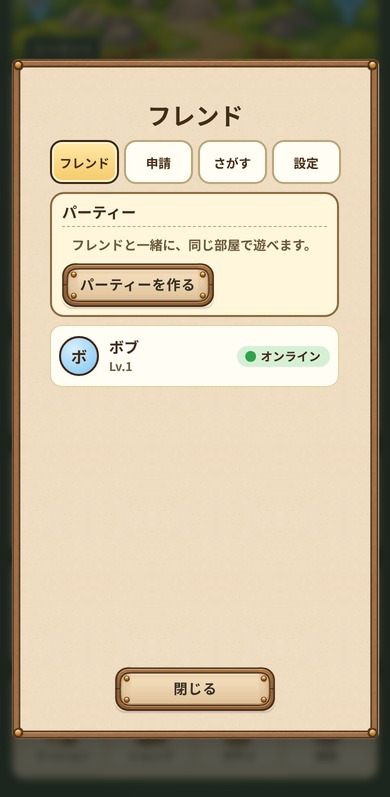 フレンド
フレンド
申請
さがす
設定
パーティー
フレンドと一緒に、同じ部屋で遊べます。
パーティーを作る
ボ
ボブ
Lv.1
オンライン
閉じる